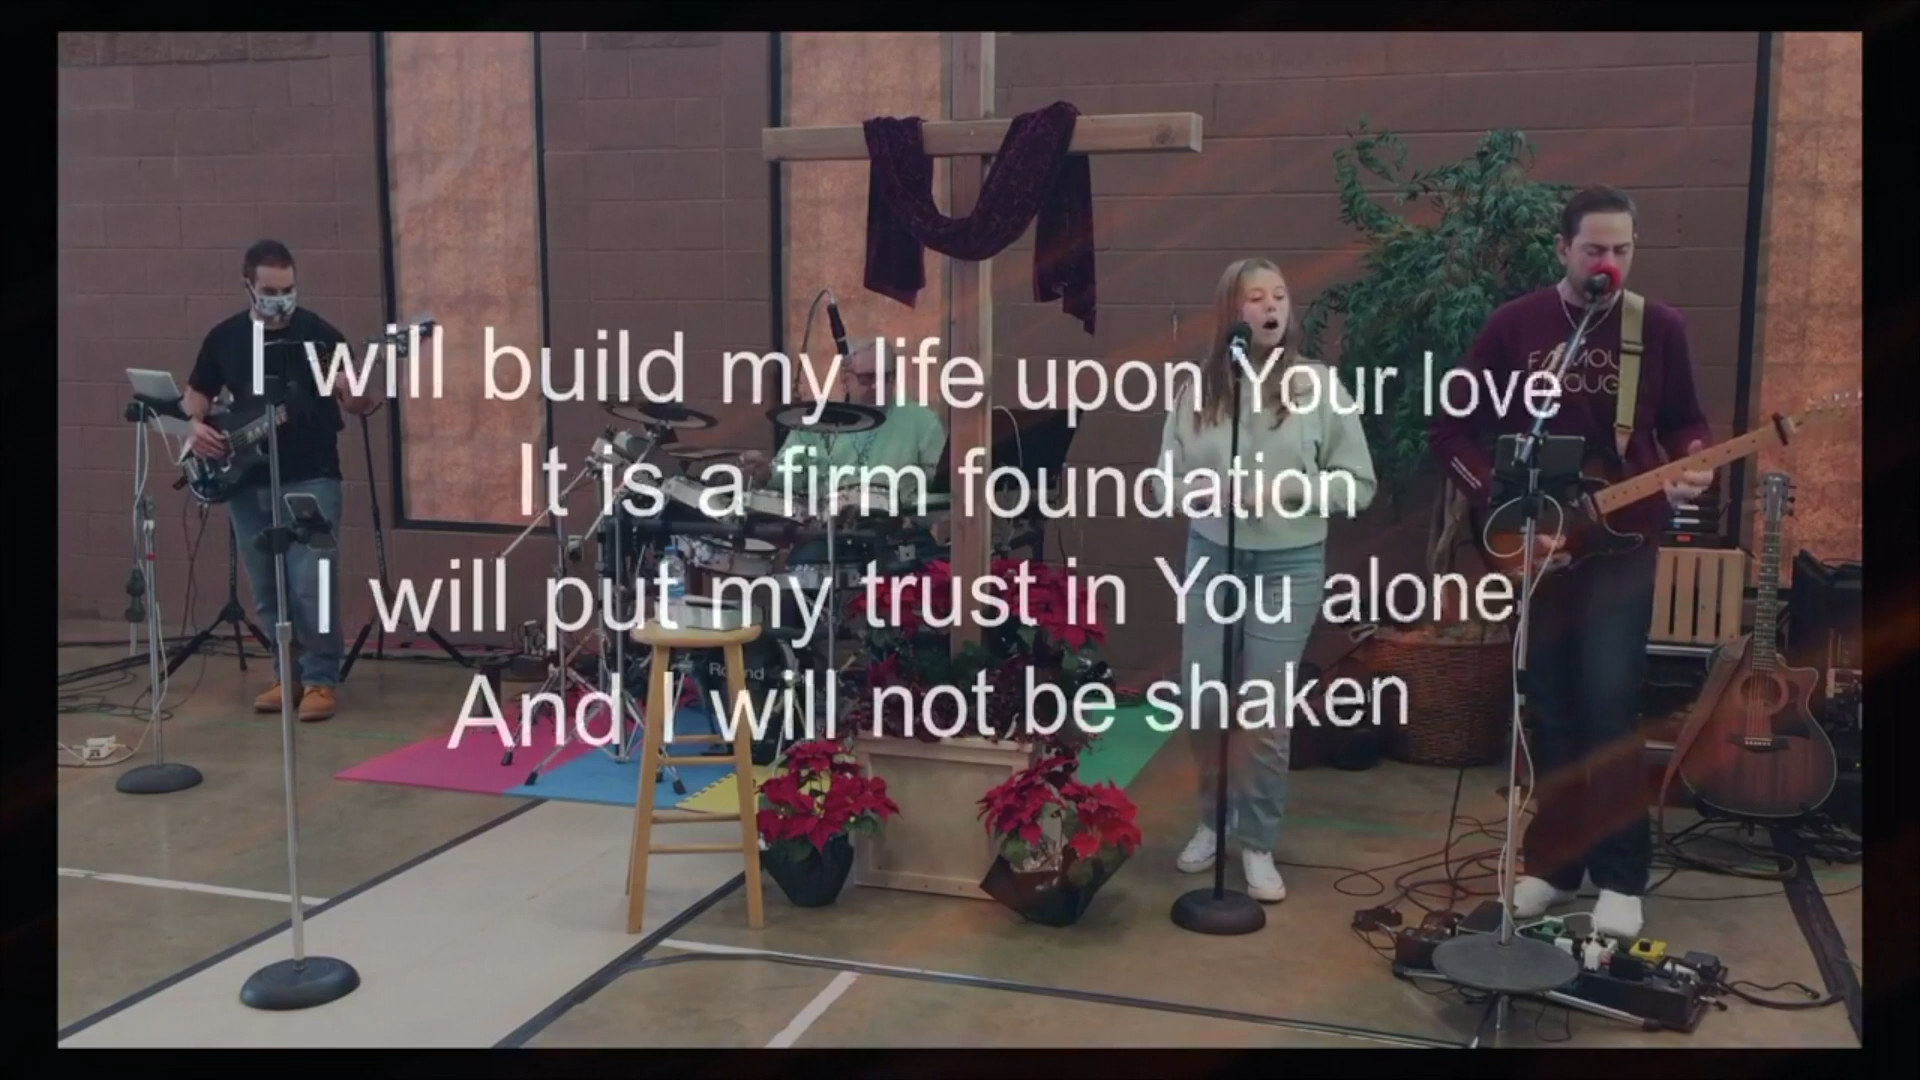 I will build my life upon Your love
It is a firm foundation
I will put my trust in You alone
And I will not be shaken
Roland